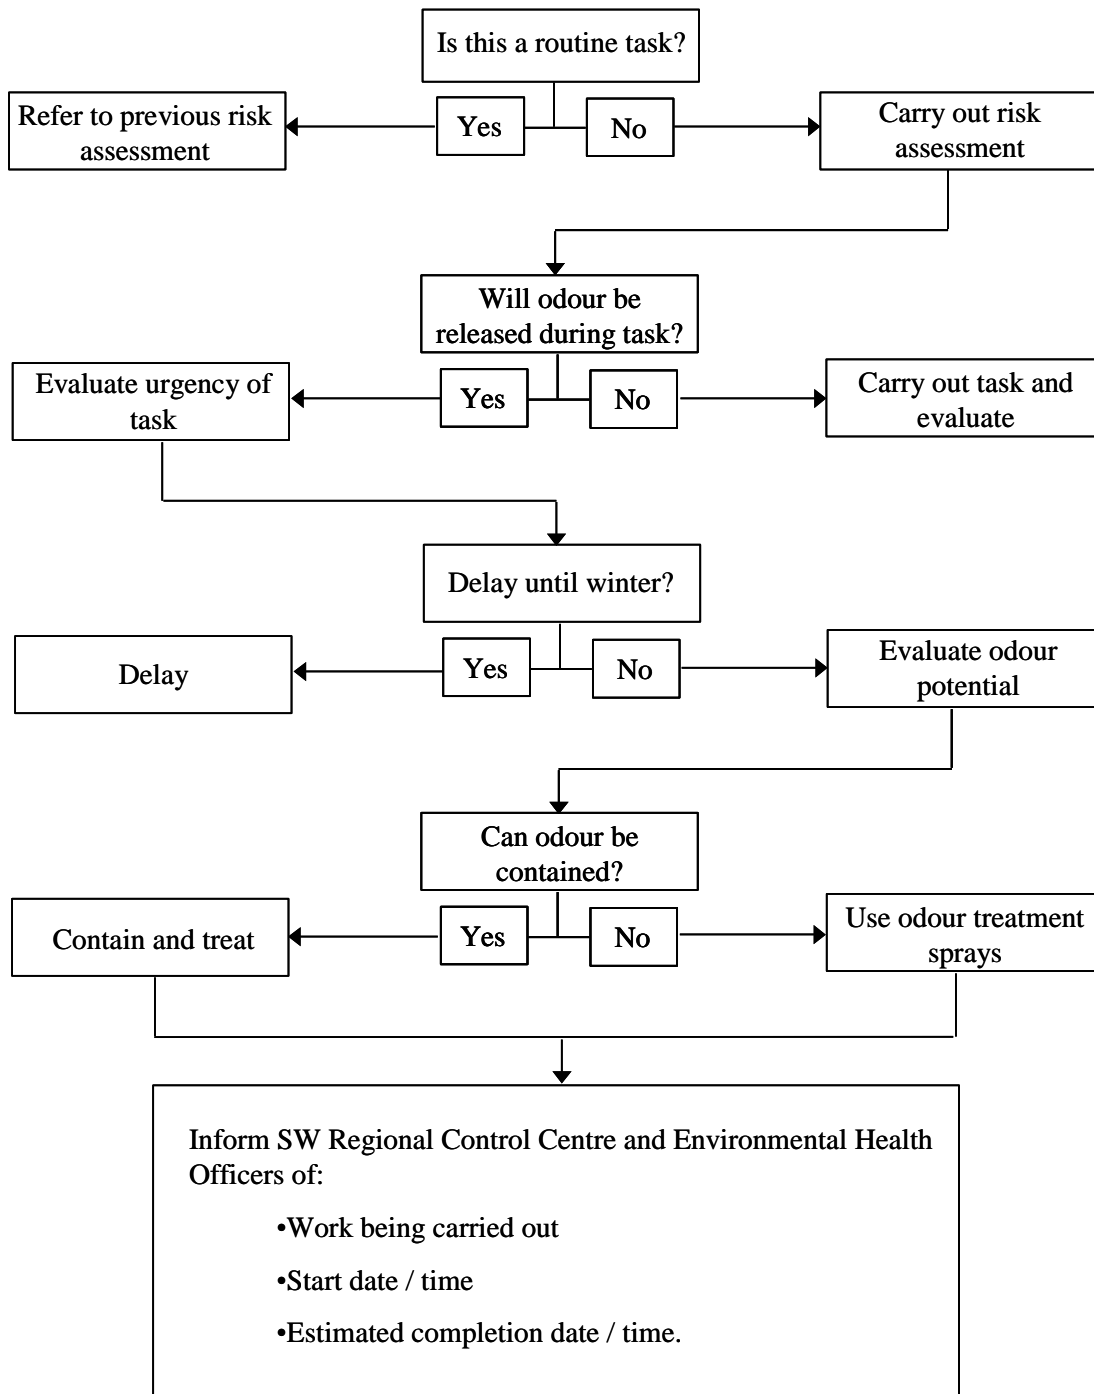 Is this a routine task?
Refer to previous risk
assessment
Yes
No
Carry out risk
assessment
Will odour be
released during task?
Evaluate urgency of
task
Yes
No
Carry out task and
evaluate
Delay until winter?
Delay
Yes
No
Evaluate odour
potential
Can odour be
contained?
Contain and treat
Yes
No
Use odour treatment
sprays
Inform SW Regional Control Centre and Environmental Health
Officers of:
•Work being carried out
•Start date / time
•Estimated completion date / time.